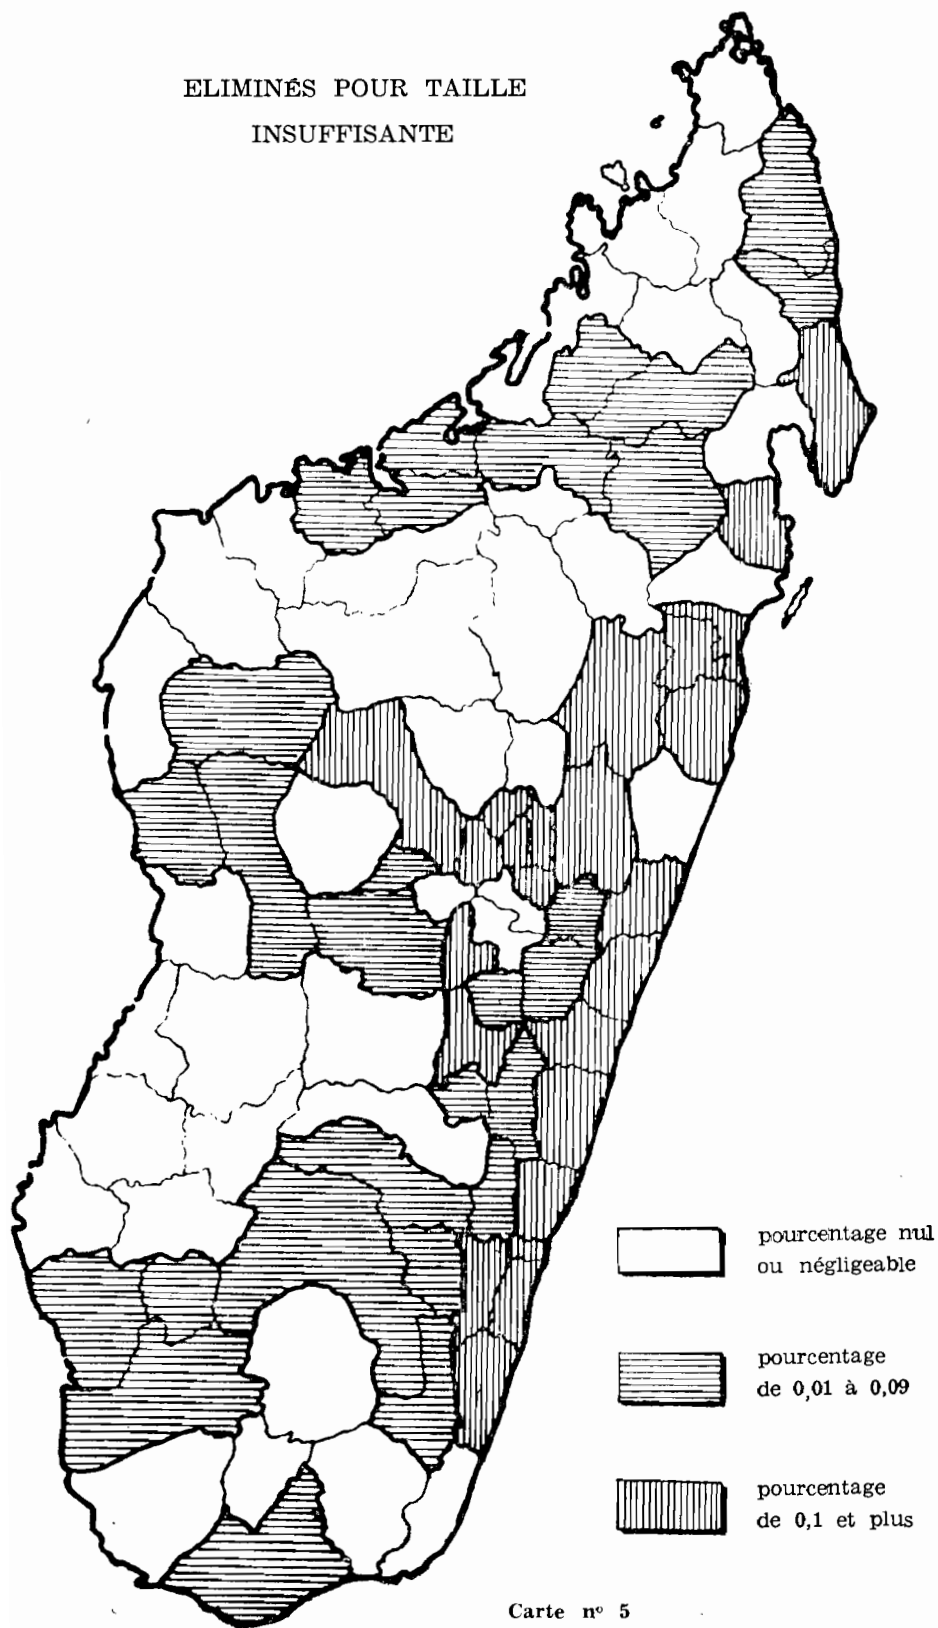 ELIMINÉS POUR TAILLE
INSUFFISANTE
pourcentage nul
ou négligeable
pourcentage
de 0,01 à 0,09
pourcentage
de 0,1 et plus
Carte nº 5